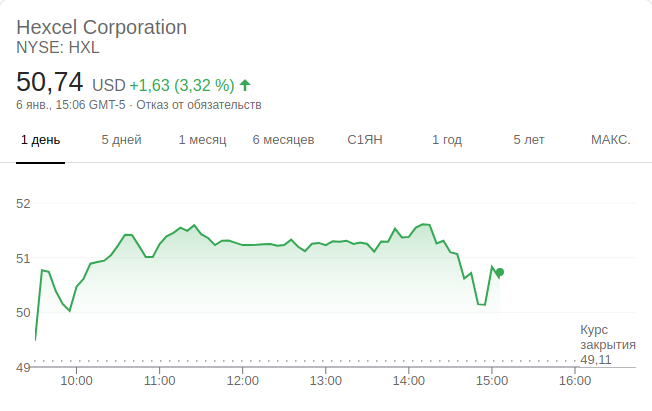 Hexcel Corporation
NYSE: HXL
50,74 USD +1,63 (3,32 %)
6 янв., 15:06 GMT-5 · Отказ от обязательств
1 день 5 дней 1 месяц 6 месяцев С1ЯН 1 год 5 лет МАКС.
52
51
50
49
Курс
закрытия
49,11
10:00 11:00 12:00 13:00 14:00 15:00 16:00